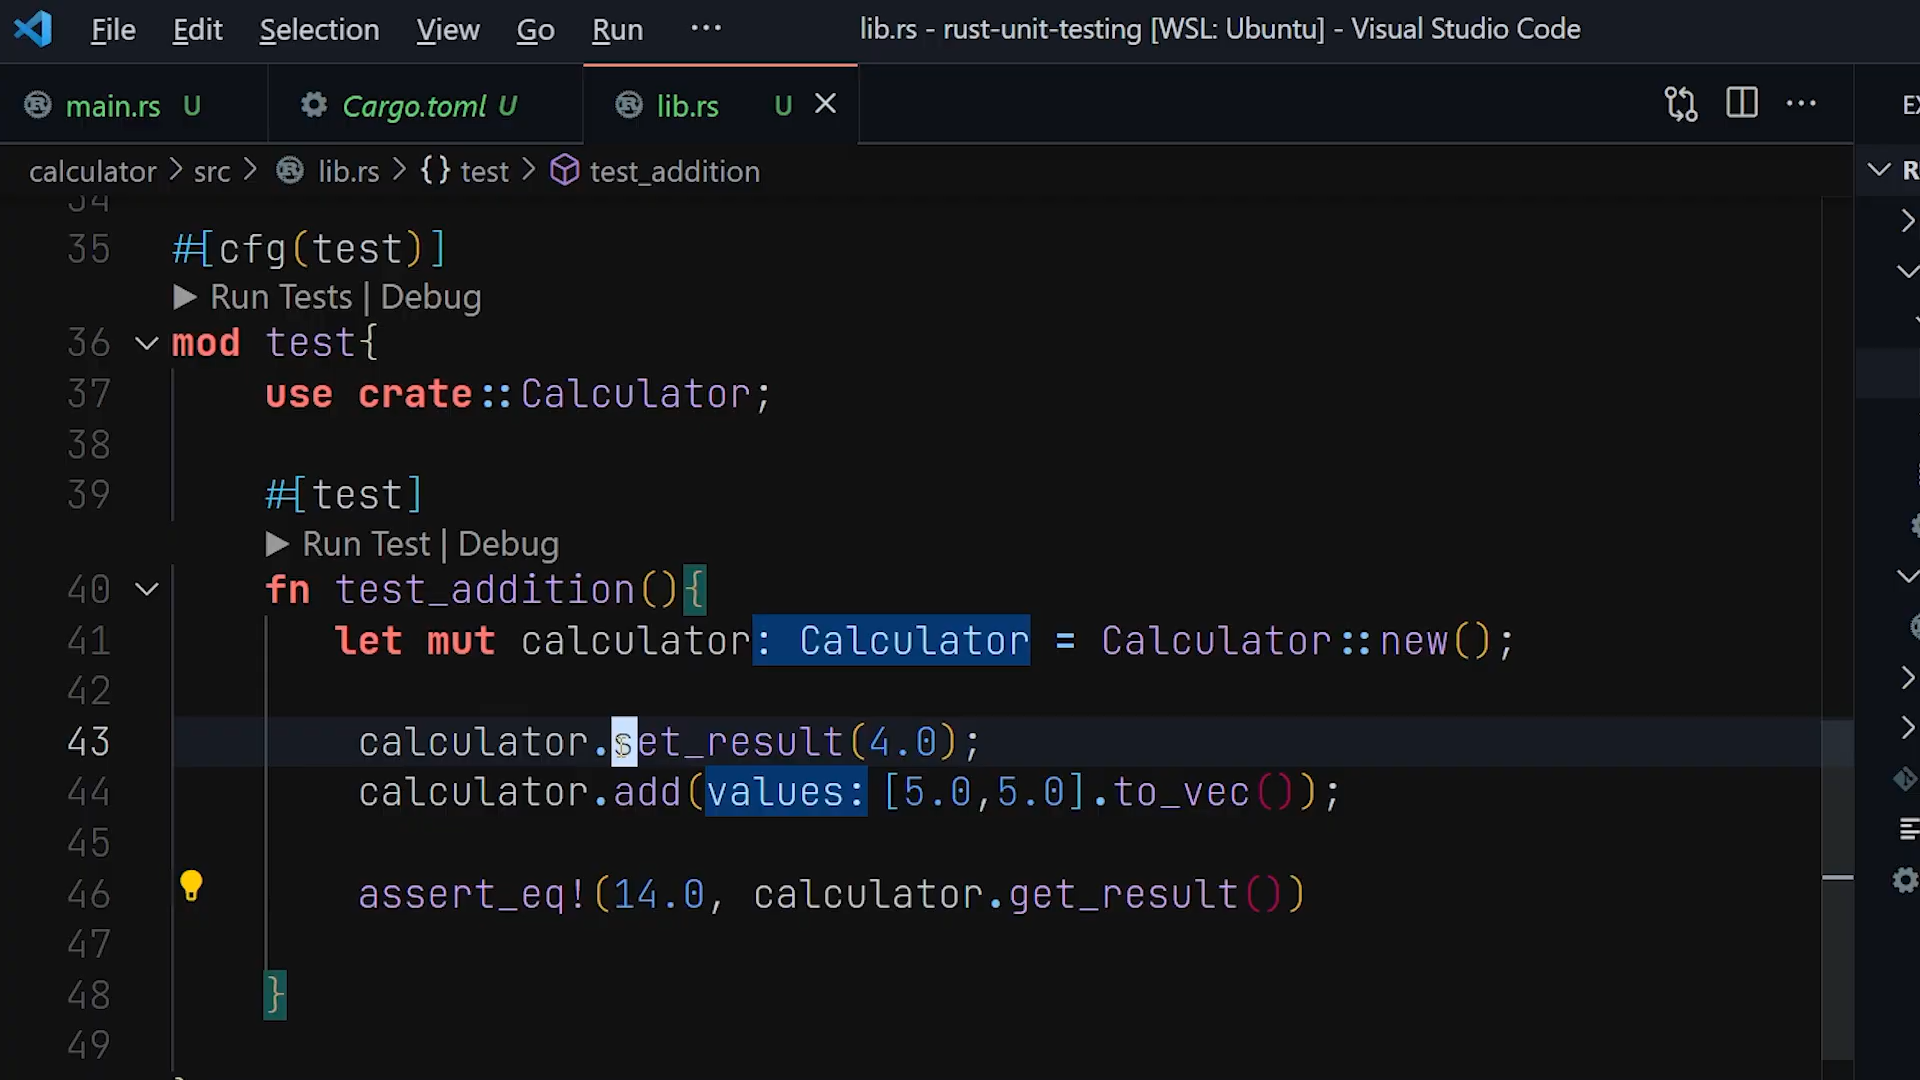 File Edit Selection View Go Run ··· lib.rs - rust-unit-testing [WSL: Ubuntu] - Visual Studio Code
main.rs U Cargo.toml U lib.rs U
calculator > src > lib.rs > {} test > test_addition
34
35 #[cfg(test)]
▶ Run Tests | Debug
36 mod test{
37 use crate::Calculator;
38
39 #[test]
▶ Run Test | Debug
40 fn test_addition(){
41 let mut calculator: Calculator = Calculator::new();
42
43 calculator.set_result(4.0);
44 calculator.add(values: [5.0,5.0].to_vec());
45
46 assert_eq!(14.0, calculator.get_result())
47
48 }
49